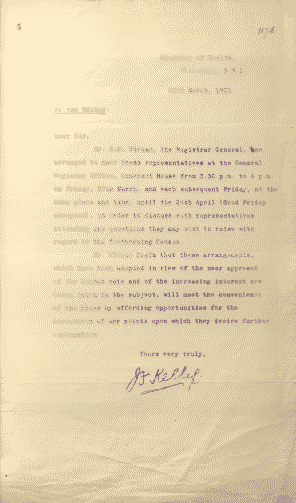 Ministry of Health,
Whitehall, S.W.1.
March, 1921.
To the Editor.
Dear Sir,
Mr. S.P. Vivian, the Registrar General, has
arranged to meet Press representatives at the General
Register Office, Somerset House from 3.30 p.m. to 4 p.m.
on Friday, March and each subsequent Friday, at the
same place and time, until the April (Good Friday
excepted), in order to discuss with representatives
attending any questions they may wish to raise with
regard to the forthcoming Census.
Mr. Vivian feels that these arrangements,
which have been adopted in view of the near approach
of the Census date and of the increasing interest now
being taken in the subject, will meet the convenience
of the Press by affording opportunities for the
of any points upon which they desire further
Yours very truly,